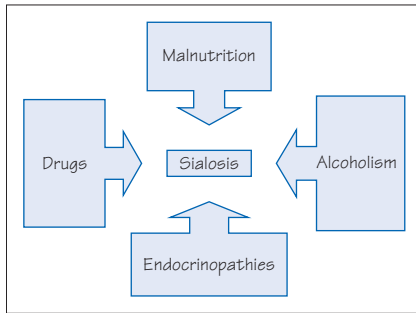 Malnutrition
Drugs
Sialosis
Alcoholism
Endocrinopathies